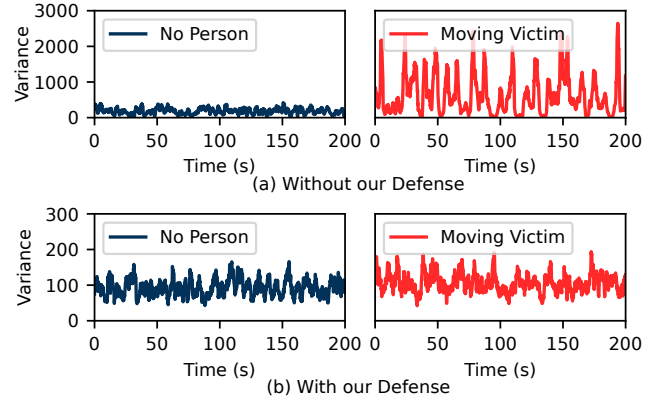 3000
2000
1000
0
Variance
No Person
Moving Victim
0 50 100 150 200
0 50 100 150 200
Time (s)
Time (s)
(a) Without our Defense
300
200
100
0
Variance
No Person
Moving Victim
0 50 100 150 200
0 50 100 150 200
Time (s)
Time (s)
(b) With our Defense